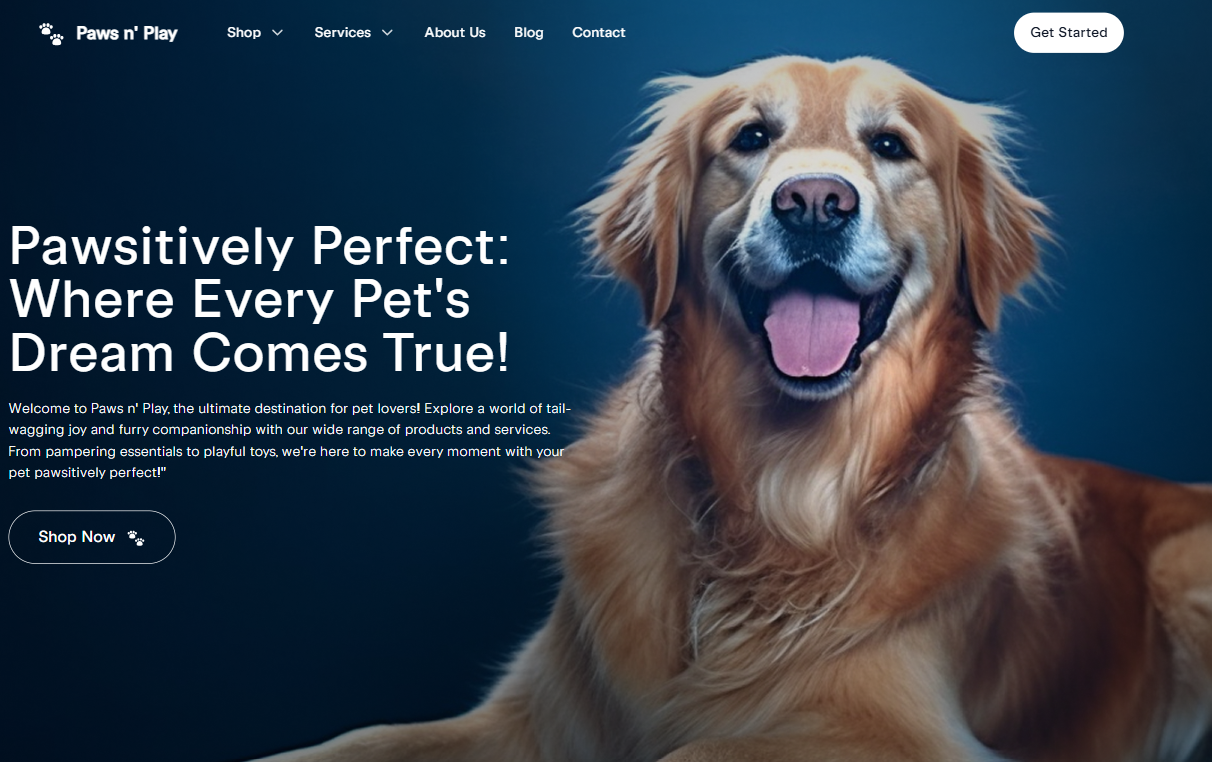 Paws n' Play
Shop
Services
About Us
Blog
Contact
Get Started
Pawsitively Perfect:
Where Every Pet's
Dream Comes True!
Welcome to Paws n' Play, the ultimate destination for pet lovers! Explore a world of tail-
wagging joy and furry companionship with our wide range of products and services.
From pampering essentials to playful toys, we're here to make every moment with your
pet pawsitively perfect!"
Shop Now